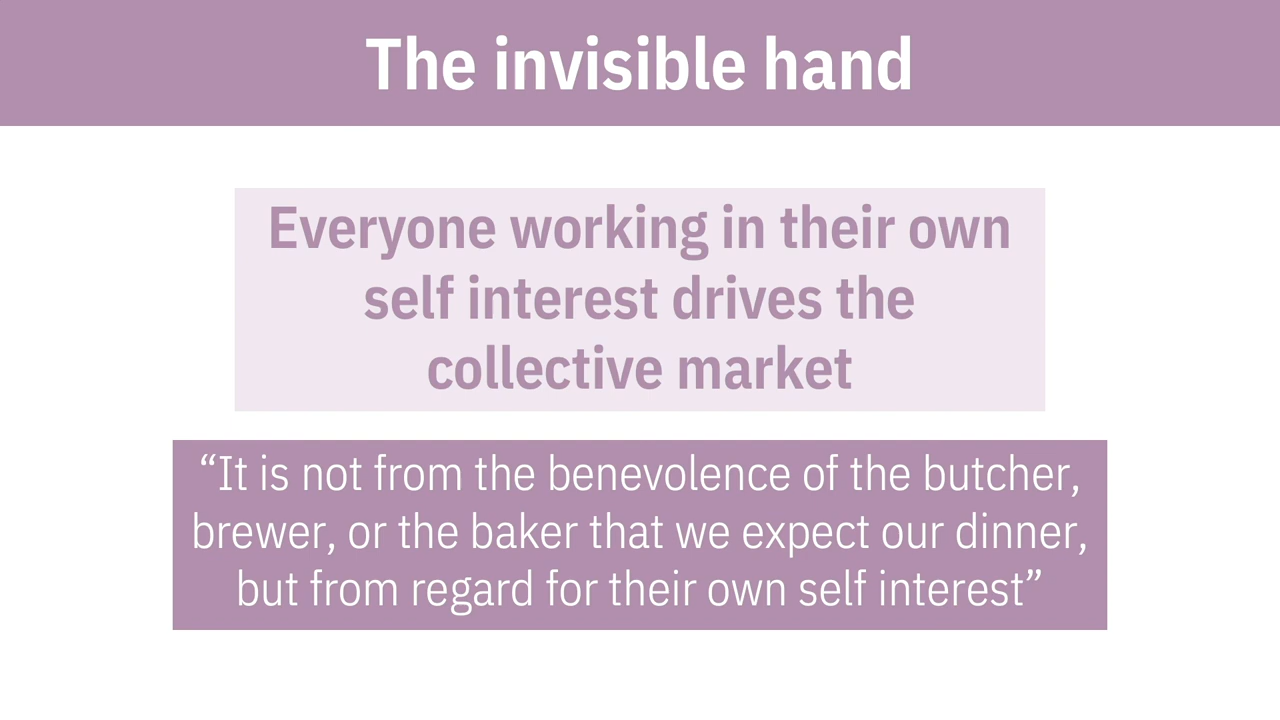 The invisible hand
Everyone working in their own
self interest drives the
collective market
“It is not from the benevolence of the butcher,
brewer, or the baker that we expect our dinner,
but from regard for their own self interest”